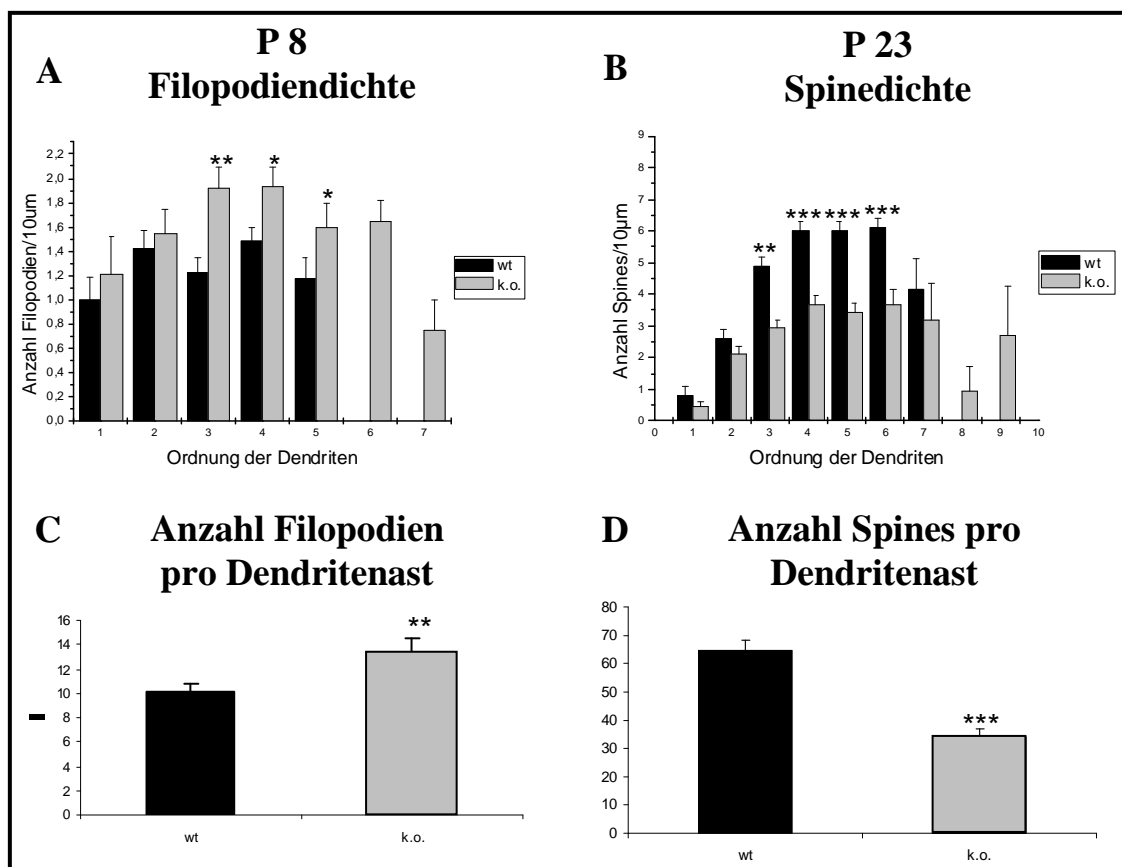 P 8
A
Filopodiendichte
2,2
2,0
1,8
1,6
1,4
1,2
1,0
0,8
0,6
0,4
0,2
0,0
Anzahl Filopodien/10um
** * *
wt
k.o.
1 2 3 4 5 6 7
Ordnung der Dendriten
P 23
B
Spinedichte
9
8
7
6
5
4
3
2
1
0
Anzahl Spines/10µm
** *** *** ***
wt
k.o.
0 1 2 3 4 5 6 7 8 9 10
Ordnung der Dendriten
C Anzahl Filopodien
pro Dendritenast
16
14
12
10
8
6
4
2
0
**
wt k.o.
D Anzahl Spines pro
Dendritenast
80
70
60
50
40
30
20
10
0
***
wt k.o.